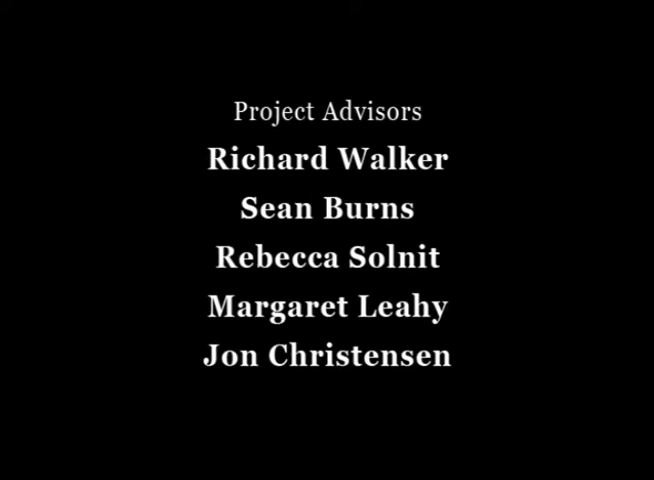 Project Advisors
Richard Walker
Sean Burns
Rebecca Solnit
Margaret Leahy
Jon Christensen